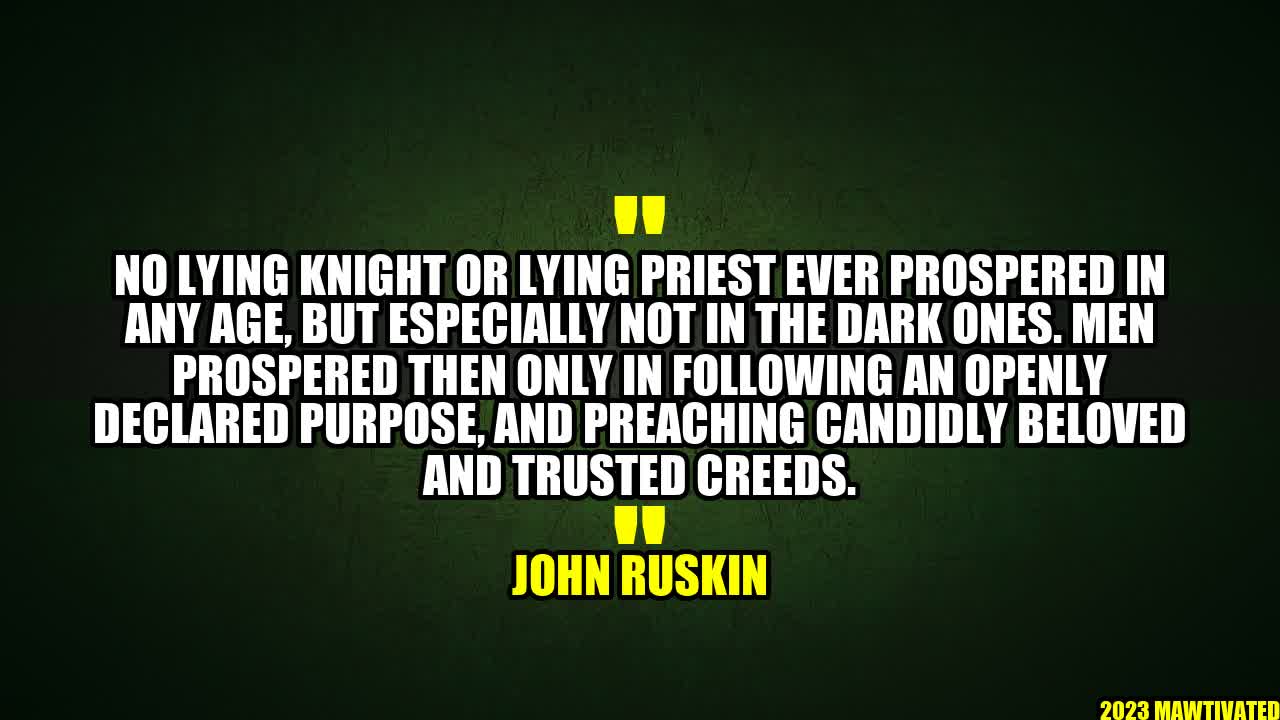 "
NO LYING KNIGHT OR LYING PRIEST EVER PROSPERED IN
ANY AGE, BUT ESPECIALLY NOT IN THE DARK ONES. MEN
PROSPERED THEN ONLY IN FOLLOWING AN OPENLY
DECLARED PURPOSE, AND PREACHING CANDIDLY BELOVED
AND TRUSTED CREEDS.
"
JOHN RUSKIN
2023 MAWTIVATED